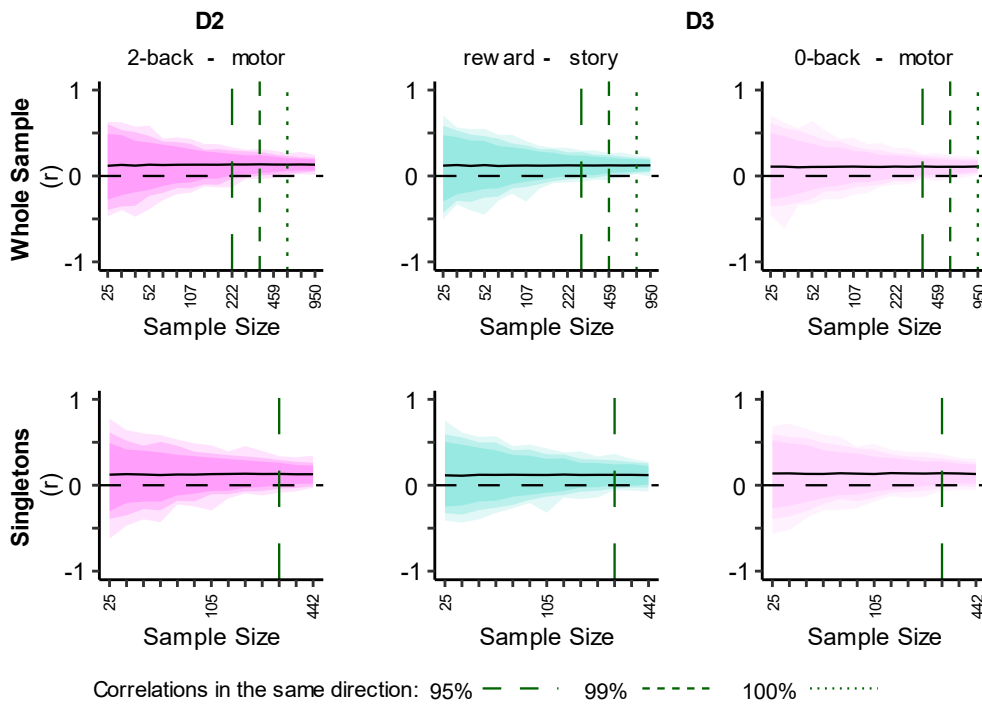 D2 D3
2-back - motor reward - story 0-back - motor
Whole Sample
(r)
1
0
-1
25 52 107 222 459 950
Sample Size
1
0
-1
25 52 107 222 459 950
Sample Size
1
0
-1
25 52 107 222 459 950
Sample Size
Singletons
(r)
1
0
-1
25 105 442
Sample Size
1
0
-1
25 105 442
Sample Size
1
0
-1
25 105 442
Sample Size
Correlations in the same direction: 95% 99% 100%